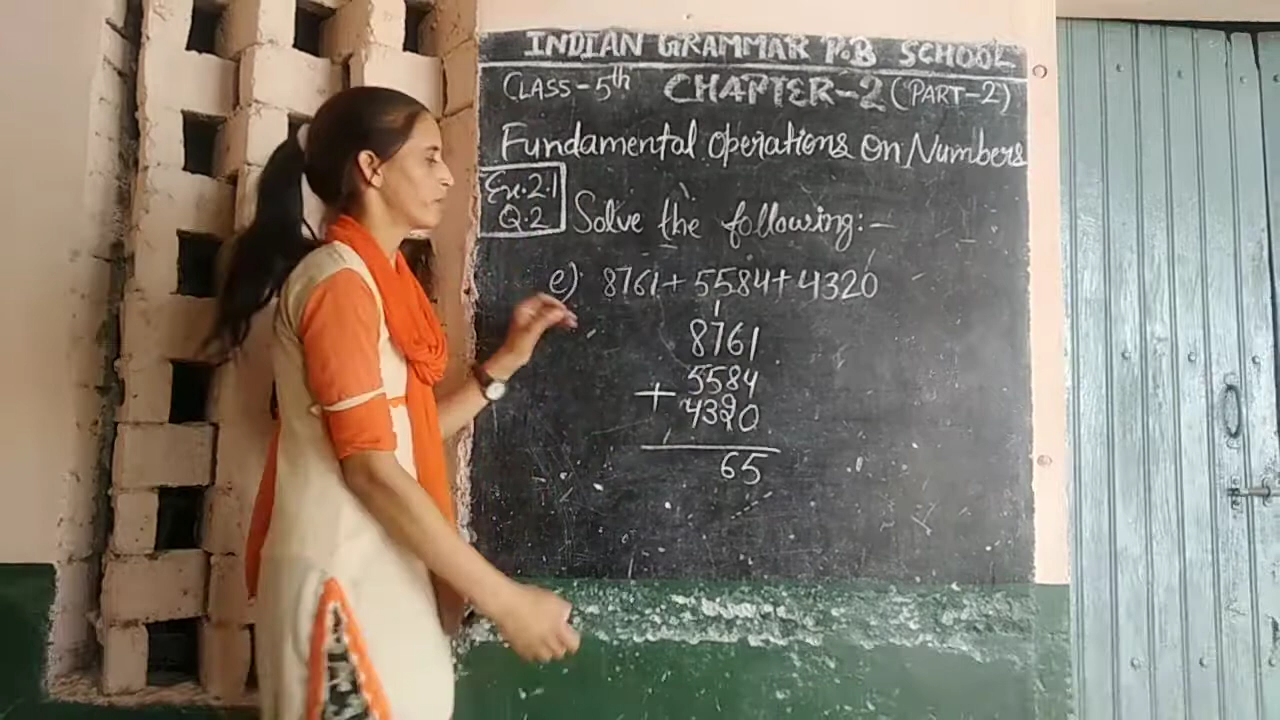 INDIAN GRAMMAR P.B SCHOOL
CLASS-5th CHAPTER-2 (PART-2)
Fundamental Operations on Numbers
Ex.2.1
Q.2
Solve the following:-
e) 8761+5584+4320
1
8761
5584
+ 4320
65